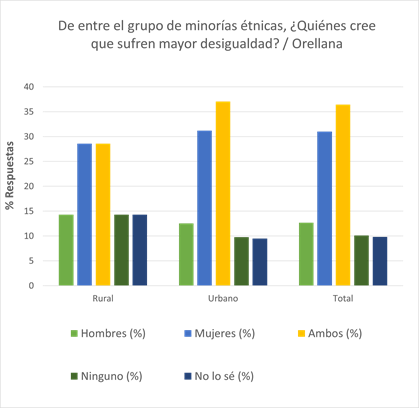 De entre el grupo de minorías étnicas, ¿Quiénes cree
que sufren mayor desigualdad? / Orellana
% Respuestas
40
35
30
25
20
15
10
5
0
Rural Urbano Total
Hombres (%) Mujeres (%) Ambos (%)
Ninguno (%) No lo sé (%)